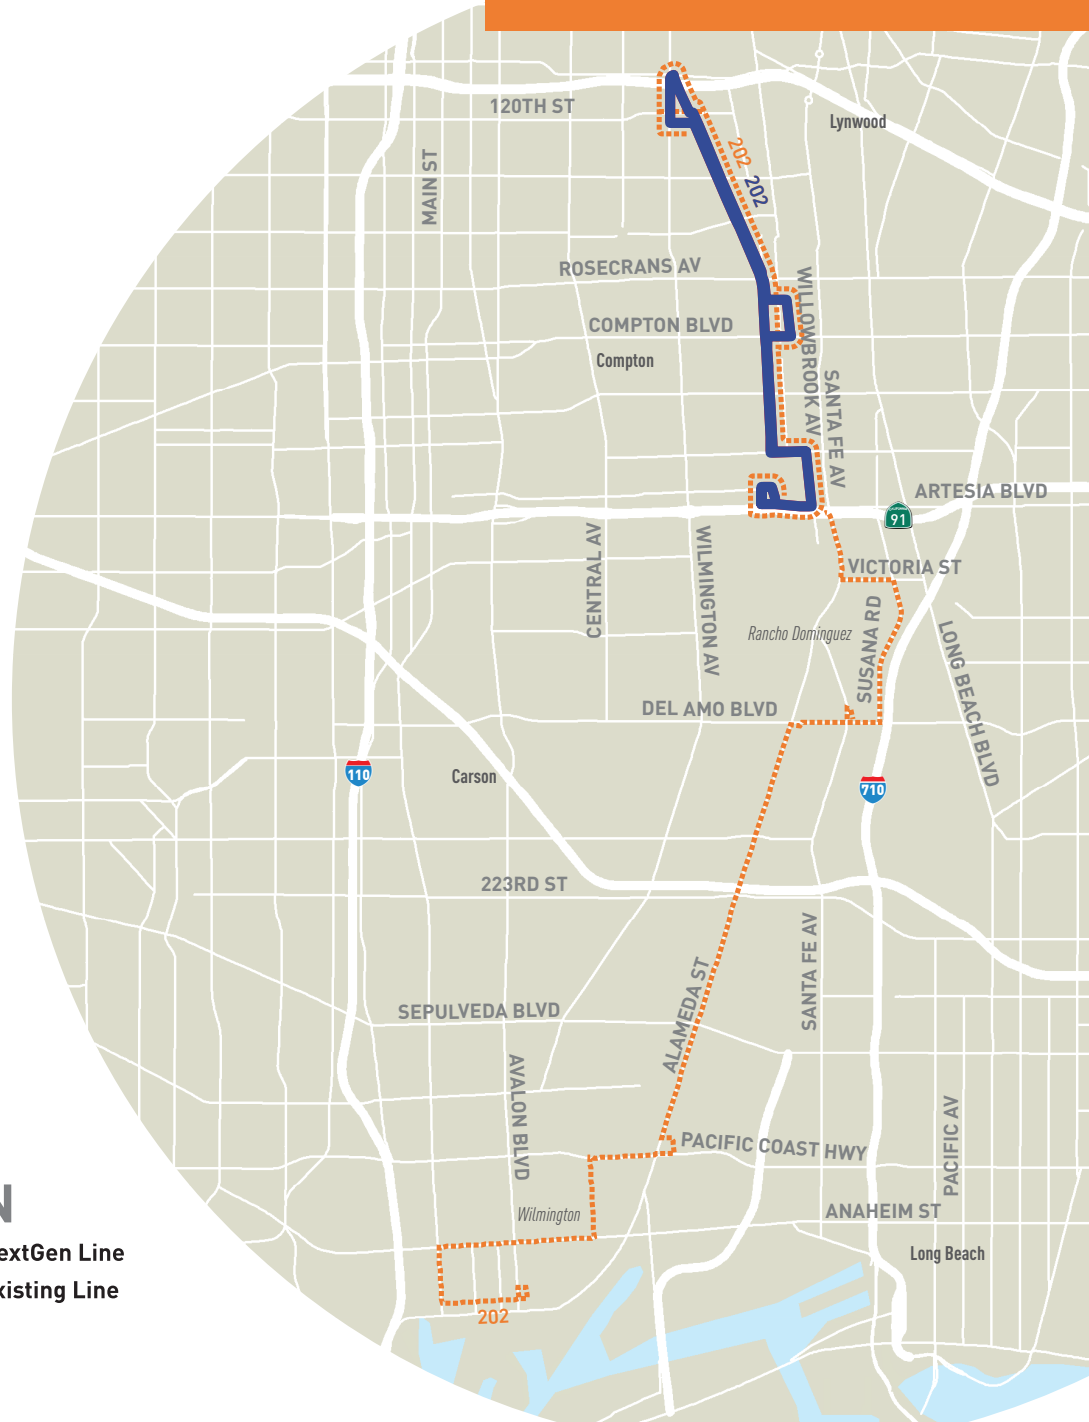 120TH ST
Lynwood
MAIN ST
202
202
ROSECRANS AV
WILLOWBROOK AV
COMPTON BLVD
Compton
SANTA FE AV
ARTESIA BLVD
CALIFORNIA
91
CENTRAL AV
WILMINGTON AV
VICTORIA ST
Rancho Dominguez
SUSANA RD
LONG BEACH BLVD
DEL AMO BLVD
110
Carson
710
223RD ST
SANTA FE AV
ALAMEDA ST
SEPULVEDA BLVD
AVALON BLVD
PACIFIC COAST HWY
PACIFIC AV
N
Wilmington
ANAHEIM ST
extGen Line
Long Beach
xisting Line
202